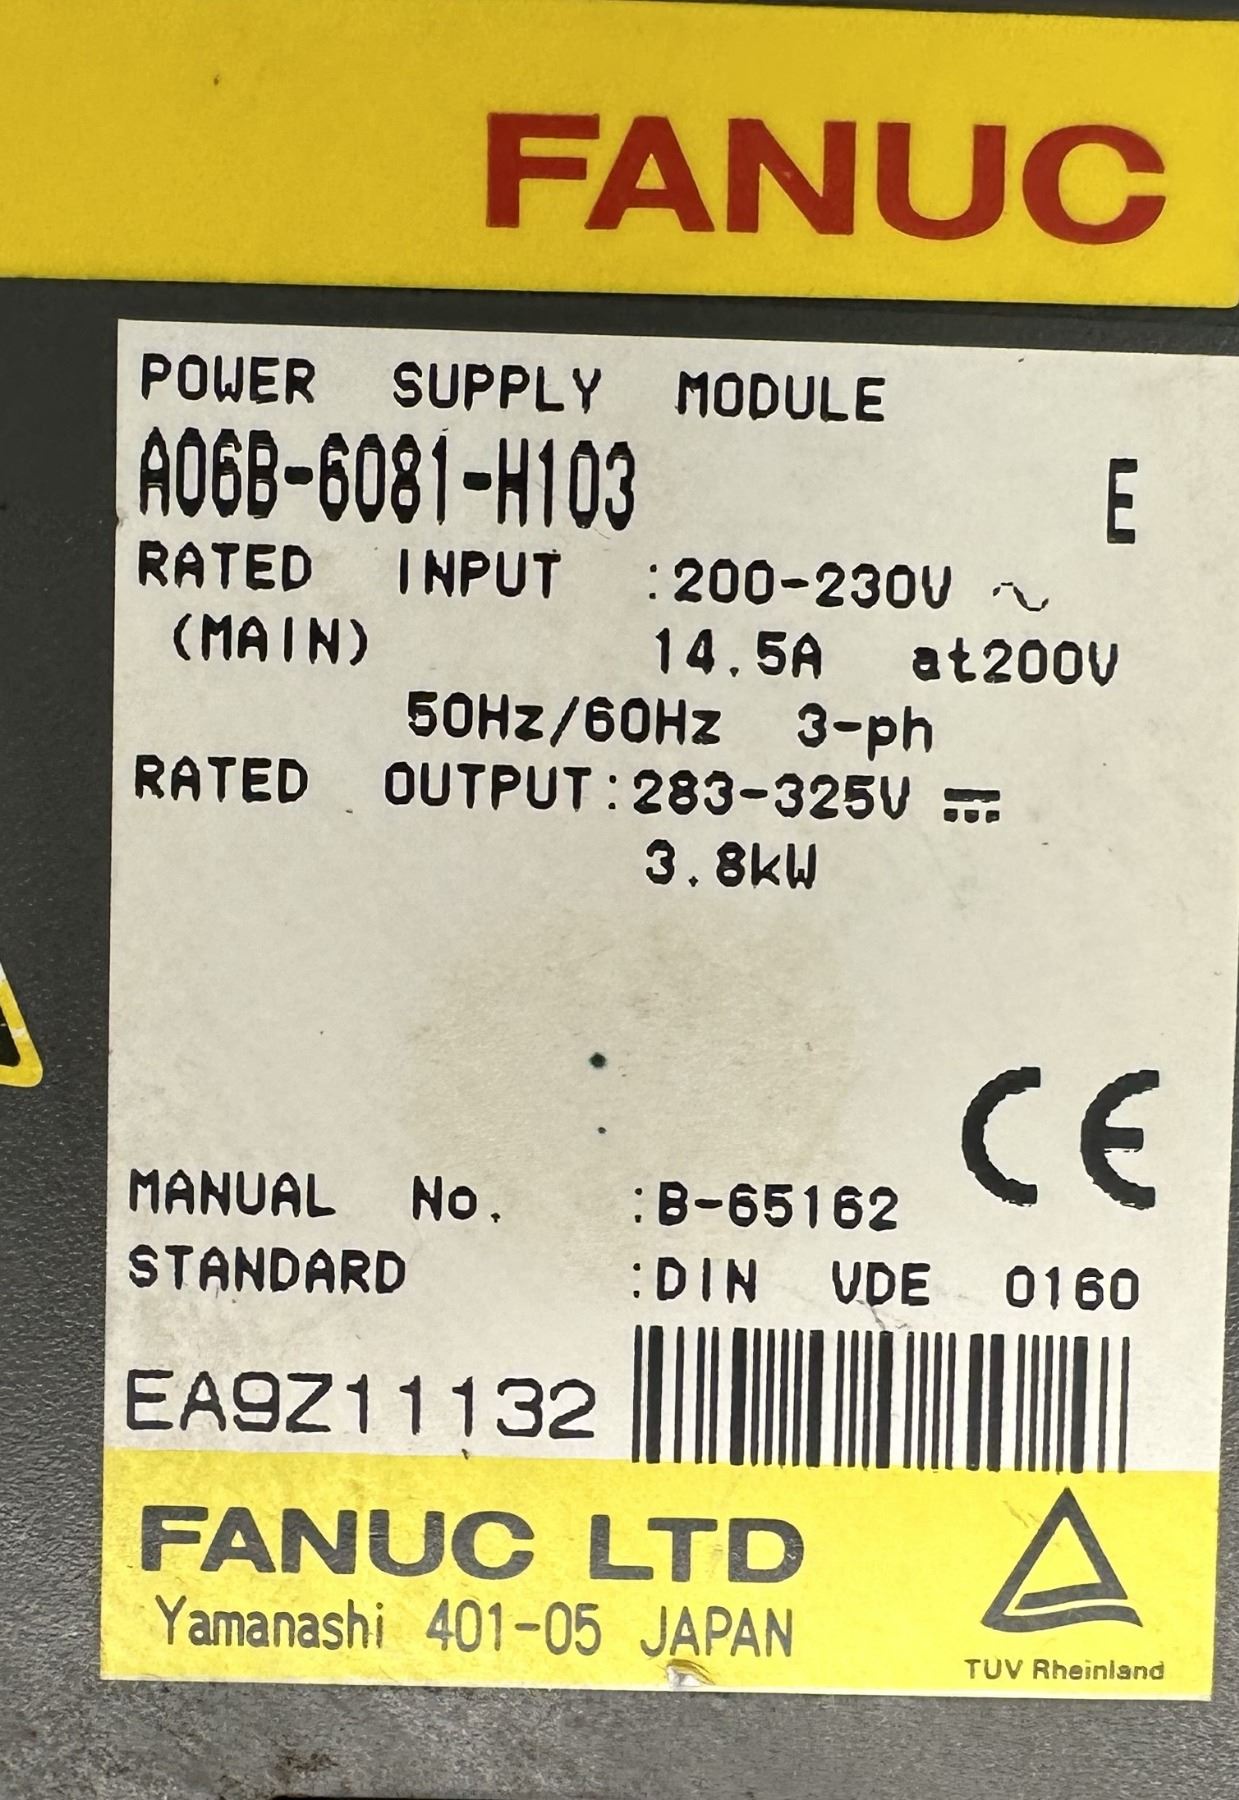 FANUC
POWER SUPPLY MODULE
A06B-6081-H103 E
RATED INPUT :200-230V ~
(MAIN) 14.5A at200V
50Hz/60Hz 3-ph
RATED OUTPUT:283-325V ⎓
3.8kW
CE
MANUAL No. :B-65162
STANDARD :DIN VDE 0160
EA9Z11132
FANUC LTD
Yamanashi 401-05 JAPAN
TUV Rheinland